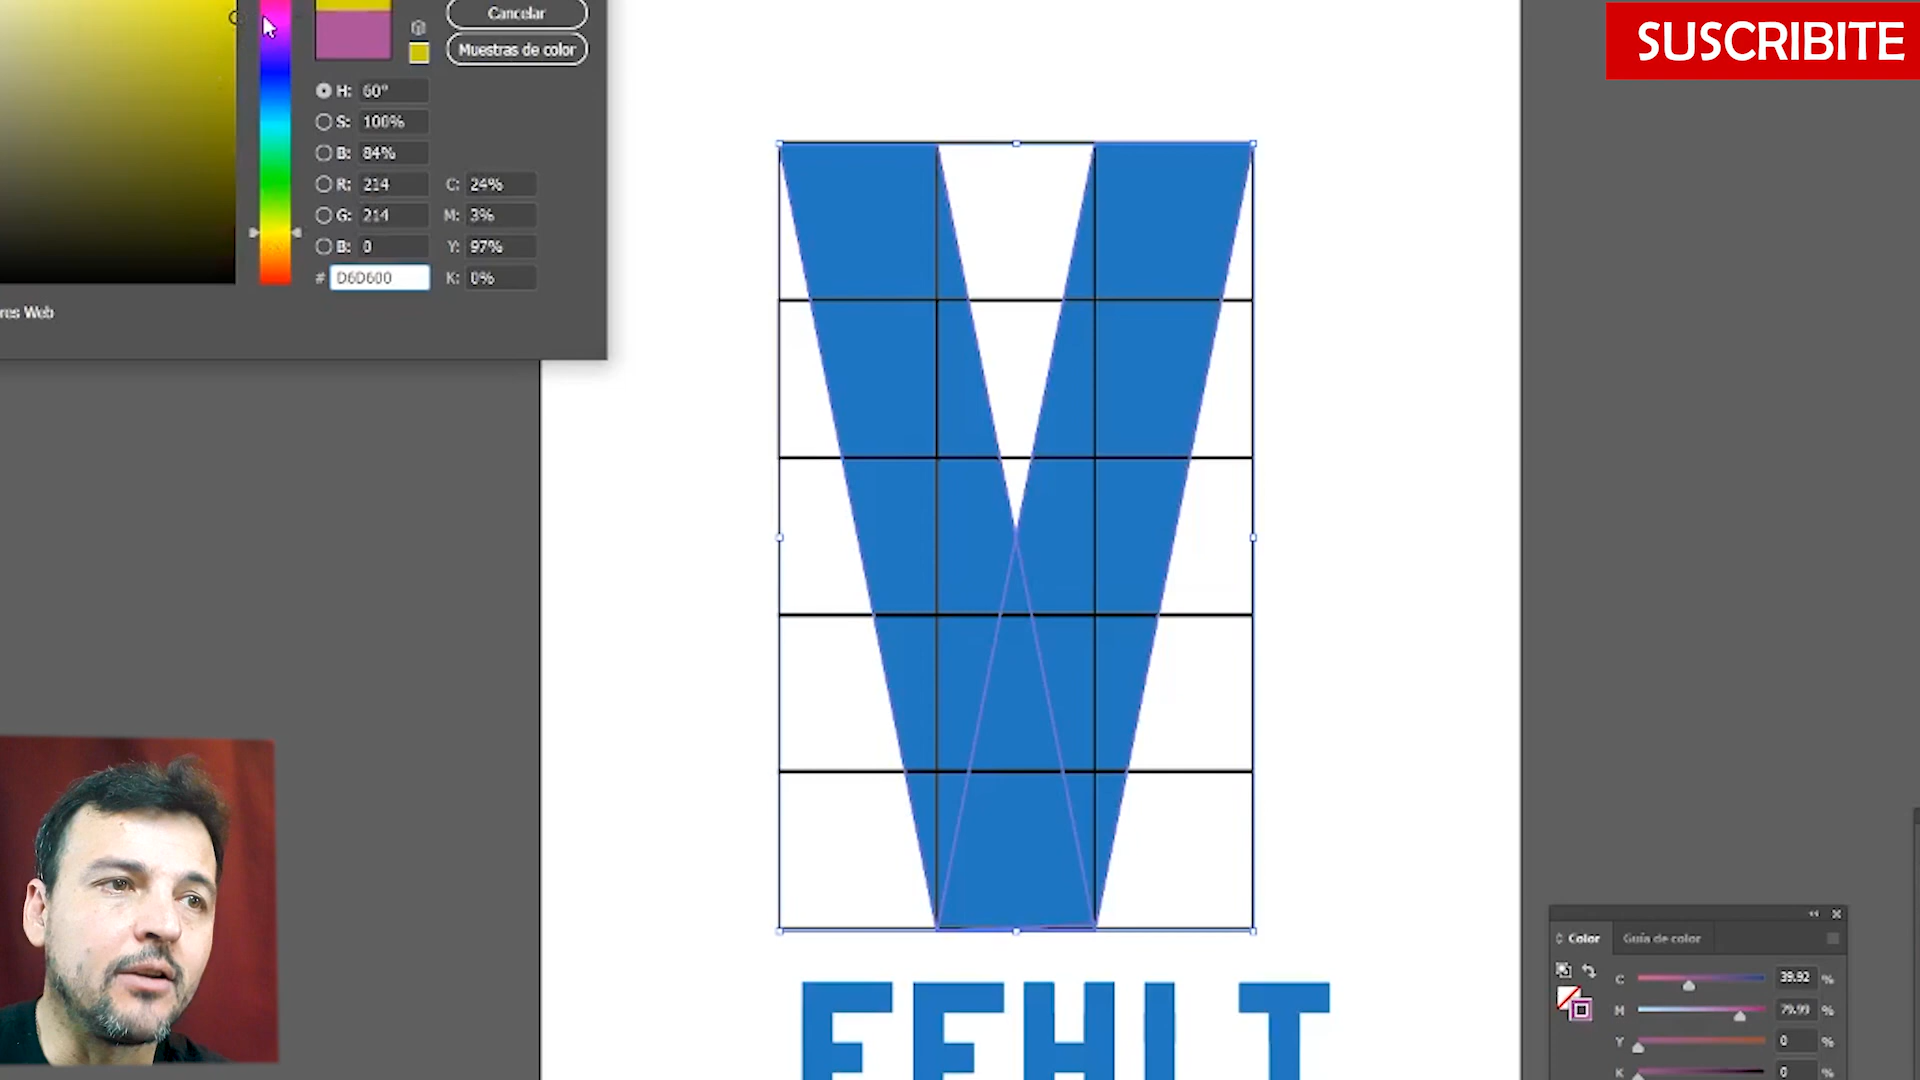 Cancelar
SUSCRIBITE
Muestras de color
H: 60°
S: 100%
B: 84%
R: 214 C: 24%
G: 214 M: 3%
B: 0 Y: 97%
# D6D600 K: 0%
res Web
V
Color Guía de color
C 39.92 %
M 79.99 %
Y 0 %
K 0 %